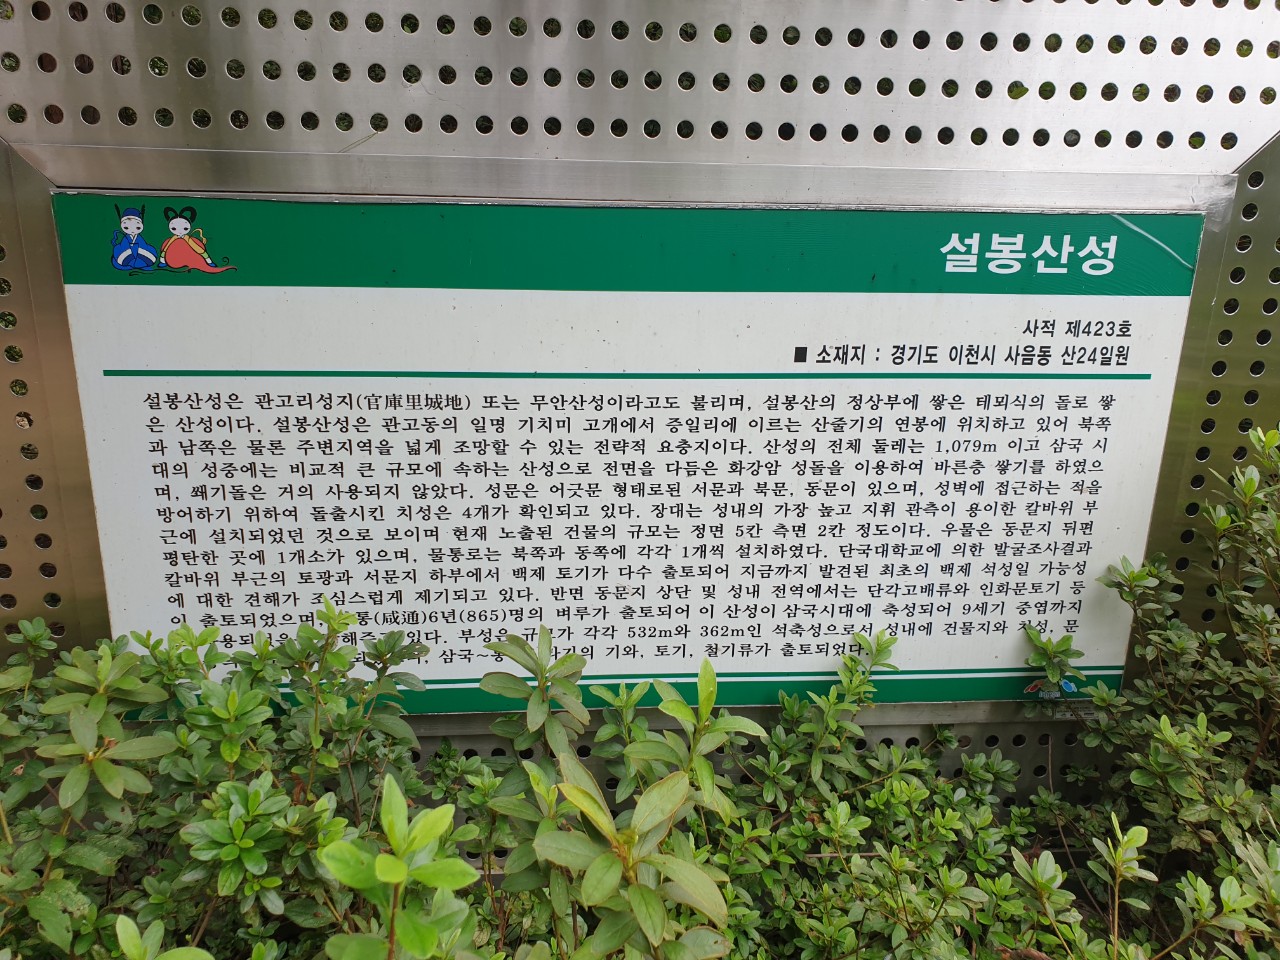 설봉산성
사적 제423호
■ 소재지 : 경기도 이천시 사음동 산24일원
설봉산성은 관고리성지(官庫里城地) 또는 무안산성이라고도 불리며, 설봉산의 정상부에 쌓은 테뫼식의 돌로 쌓
은 산성이다. 설봉산성은 관고동의 일명 기치미 고개에서 증일리에 이르는 산줄기의 연봉에 위치하고 있어 북쪽
과 남쪽은 물론 주변지역을 넓게 조망할 수 있는 전략적 요충지이다. 산성의 전체 둘레는 1,079m 이고 삼국 시
대의 성중에는 비교적 큰 규모에 속하는 산성으로 전면을 다듬은 화강암 성돌을 이용하여 바른층 쌓기를 하였으
며, 쐐기돌은 거의 사용되지 않았다. 성문은 어긋문 형태로된 서문과 북문, 동문이 있으며, 성벽에 접근하는 적을
방어하기 위하여 돌출시킨 치성은 4개가 확인되고 있다. 장대는 성내의 가장 높고 지휘 관측이 용이한 칼바위 부
근에 설치되었던 것으로 보이며 현재 노출된 건물의 규모는 정면 5칸 측면 2칸 정도이다. 우물은 동문지 뒤편
평탄한 곳에 1개소가 있으며, 물통로는 북쪽과 동쪽에 각각 1개씩 설치하였다. 단국대학교에 의한 발굴조사결과
칼바위 부근의 토광과 서문지 하부에서 백제 토기가 다수 출토되어 지금까지 발견된 최초의 백제 석성일 가능성
에 대한 견해가 조심스럽게 제기되고 있다. 반면 동문지 상단 및 성내 전역에서는 단각고배류와 인화문토기 등
이 출토되었으며, 통(咸通)6년(865)명의 벼루가 출토되어 이 산성이 삼국시대에 축성되어 9세기 중엽까지
있다. 부성은 규모가 각각 532m와 362m인 석축성으로서 성내에 건물지와 치성, 문
삼국~ 기와, 토기, 철기류가 출토되었다.